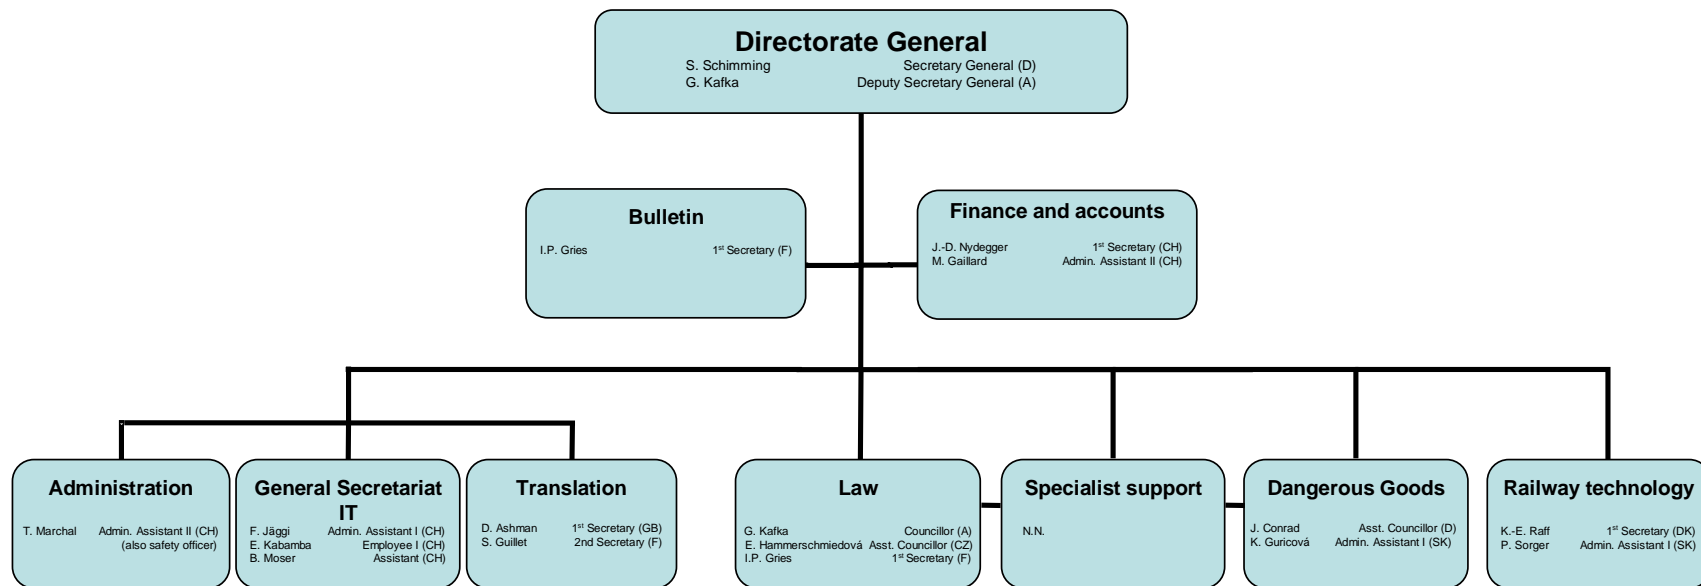 Directorate General
S. Schimming Secretary General (D)
G. Kafka Deputy Secretary General (A)
Bulletin
I.P. Gries 1st Secretary (F)
Finance and accounts
J.-D. Nydegger 1st Secretary (CH)
M. Gaillard Admin. Assistant II (CH)
Administration
T. Marchal Admin. Assistant II (CH)
(also safety officer)
General Secretariat
IT
F. Jäggi Admin. Assistant I (CH)
E. Kabamba Employee I (CH)
B. Moser Assistant (CH)
Translation
D. Ashman 1st Secretary (GB)
S. Guillet 2nd Secretary (F)
Law
G. Kafka Councillor (A)
E. Hammerschmiedová Asst. Councillor (CZ)
I.P. Gries 1st Secretary (F)
Specialist support
N.N.
Dangerous Goods
J. Conrad Asst. Councillor (D)
K. Guricová Admin. Assistant I (SK)
Railway technology
K.-E. Raff 1st Secretary (DK)
P. Sorger Admin. Assistant I (SK)